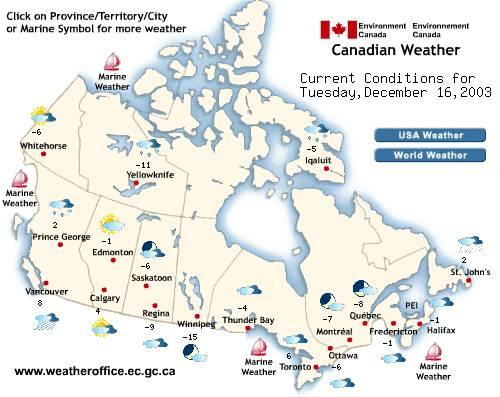 Click on Province/Territory/City
or Marine Symbol for more weather
Environment Canada
Environnement Canada
Canadian Weather
Current Conditions for
Tuesday,December 16,2003
USA Weather
World Weather
Marine
Weather
-6
Whitehorse
-11
Yellowknife
-5
Iqaluit
Marine
Weather
2
Prince George
-1
Edmonton
-6
Saskatoon
2
St. John's
Vancouver
8
Calgary
4
Regina
-9
Winnipeg
-15
-4
Thunder Bay
-7
Montréal
-8
Québec
PEI
Fredericton
-1
-1
Halifax
6
Toronto
Ottawa
-6
Marine
Weather
Marine
Weather
www.weatheroffice.ec.gc.ca